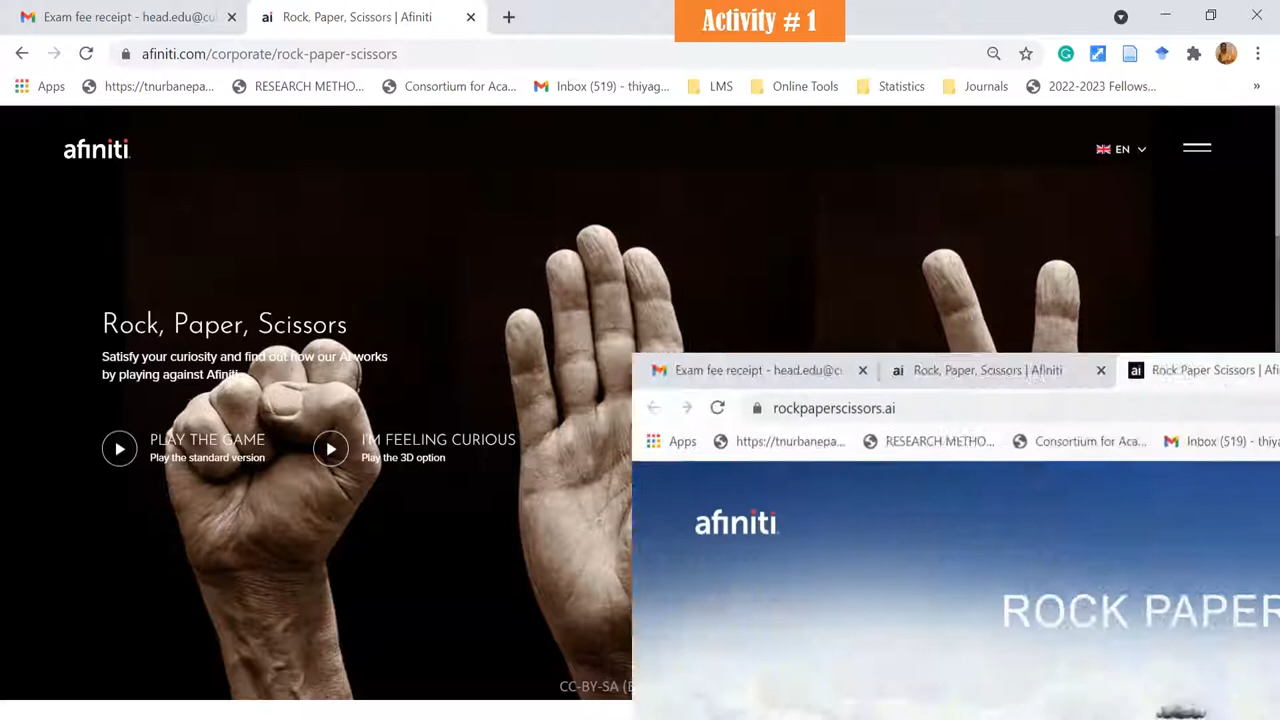 Activity # 1
Exam fee receipt - head.edu@cu
ai Rock, Paper, Scissors | Afiniti
afiniti.com/corporate/rock-paper-scissors
Apps https://tnurbanepa... RESEARCH METHO... Consortium for Aca... Inbox (519) - thiyag... LMS Online Tools Statistics Journals 2022-2023 Fellows... »
afiniti
EN
Rock, Paper, Scissors
Satisfy your curiosity and find out how our AI works
by playing against Afiniti.
PLAY THE GAME
Play the standard version
I'M FEELING CURIOUS
Play the 3D option
CC-BY-SA
Exam fee receipt - head.edu@cu
ai Rock, Paper, Scissors | Afiniti
ai Rock Paper Scissors | Afi
rockpaperscissors.ai
Apps https://tnurbanepa... RESEARCH METHO... Consortium for Aca... Inbox (519) - thiya
afiniti
ROCK PAPER